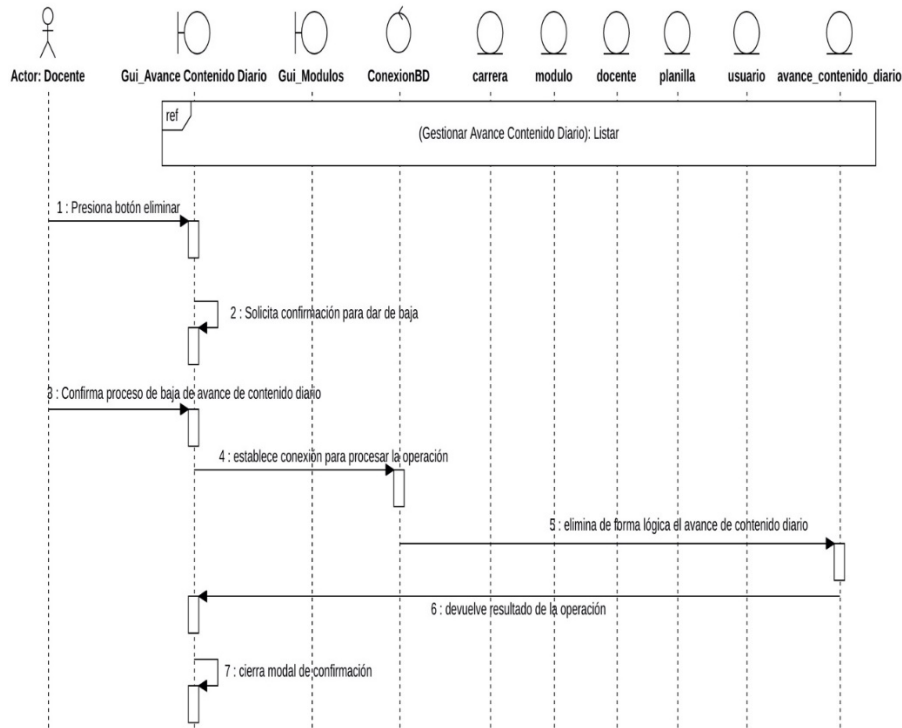 Actor: Docente
Gui_Avance Contenido Diario
Gui_Modulos
ConexionBD
carrera
modulo
docente
planilla
usuario
avance_contenido_diario
ref
(Gestionar Avance Contenido Diario): Listar
1 : Presiona botón eliminar
2 : Solicita confirmación para dar de baja
3 : Confirma proceso de baja de avance de contenido diario
4 : establece conexión para procesar la operación
5 : elimina de forma lógica el avance de contenido diario
6 : devuelve resultado de la operación
7 : cierra modal de confirmación